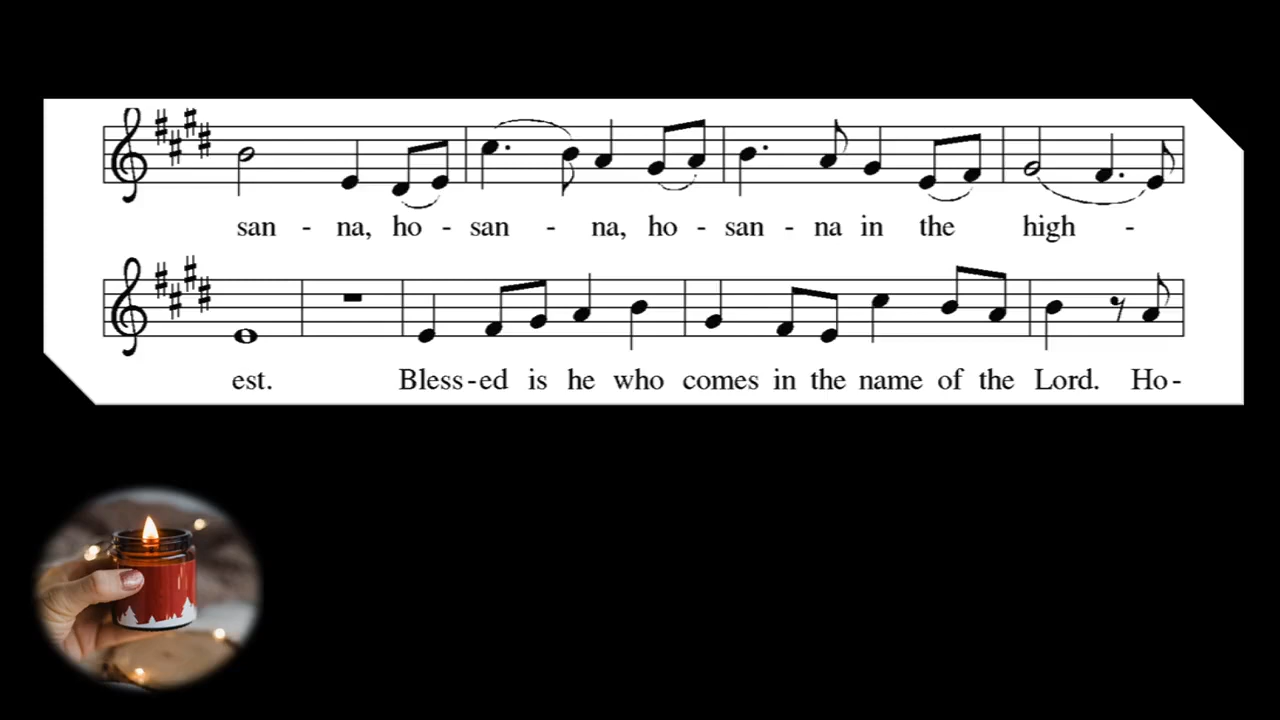 san - na, ho - san - na, ho - san - na in the high -
est. Bless-ed is he who comes in the name of the Lord. Ho-